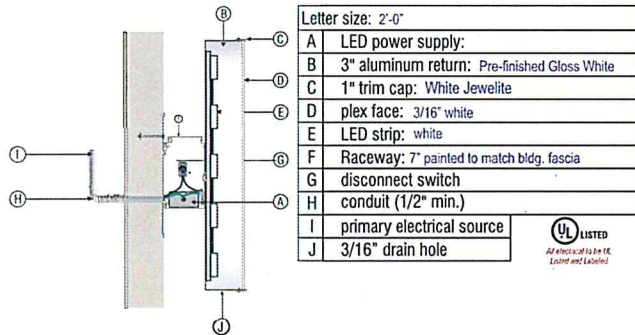 B
C
D
E
I
G
H
A
J
Letter size: 2'-0"
A LED power supply:
B 3" aluminum return: Pre-finished Gloss White
C 1" trim cap: White Jewelite
D plex face: 3/16" white
E LED strip: white
F Raceway: 7" painted to match bldg. fascia
G disconnect switch
H conduit (1/2" min.)
I primary electrical source
J 3/16" drain hole
UL LISTED
All electrical to be UL
Listed and Labeled